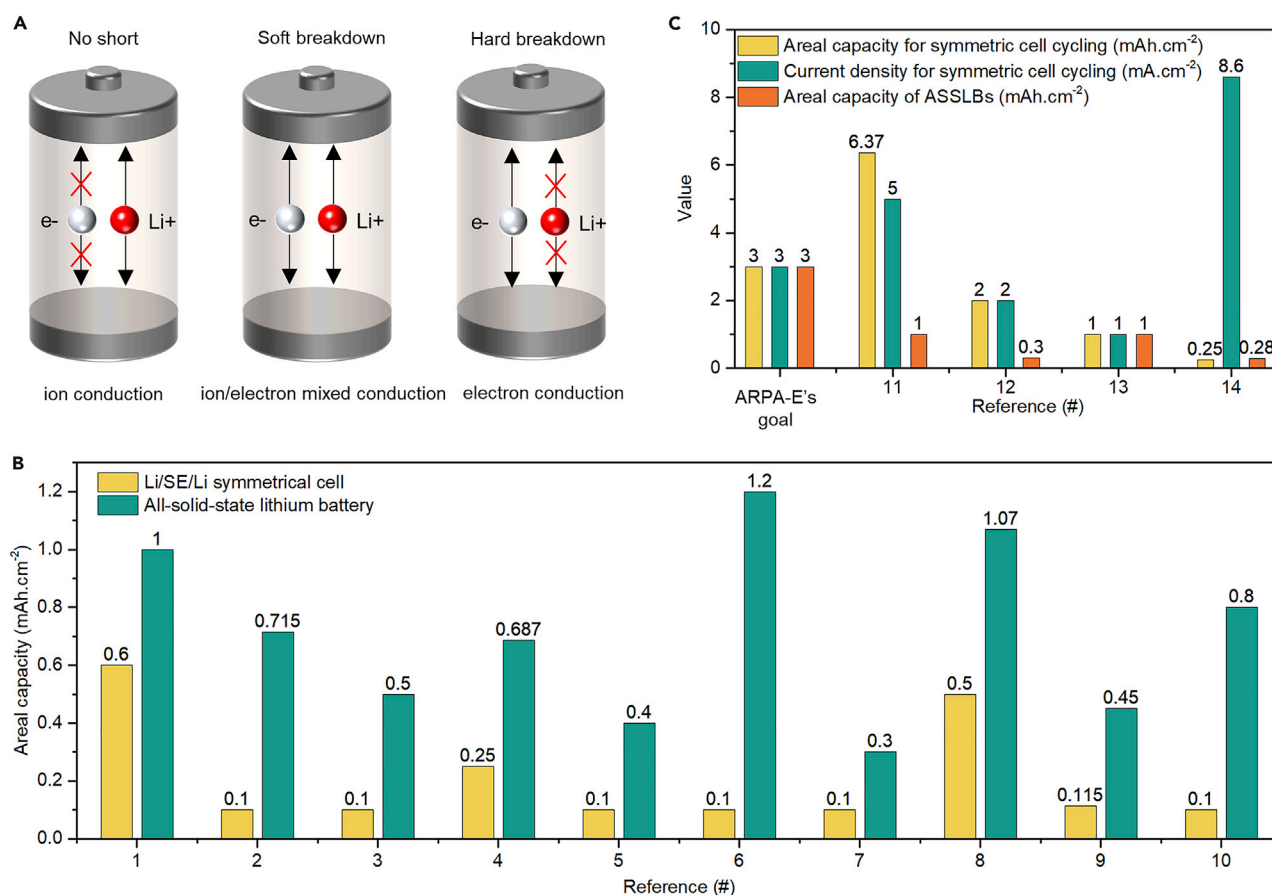 A
No short
Soft breakdown
Hard breakdown
e-
Li+
e-
Li+
e-
Li+
ion conduction
ion/electron mixed conduction
electron conduction
C
Areal capacity for symmetric cell cycling (mAh.cm⁻²)
Current density for symmetric cell cycling (mA.cm⁻²)
Areal capacity of ASSLBs (mAh.cm⁻²)
Value
10
8
6
4
2
0
3 3 3
6.37 5 1
2 2 0.3
1 1 1
0.25 8.6 0.28
ARPA-E's
goal
11 12 13 14
Reference (#)
B
Li/SE/Li symmetrical cell
All-solid-state lithium battery
Areal capacity (mAh.cm⁻²)
1.2
1.0
0.8
0.6
0.4
0.2
0.0
0.6 1
0.1 0.715
0.1 0.5
0.25 0.687
0.1 0.4
0.1 1.2
0.1 0.3
0.5 1.07
0.115 0.45
0.1 0.8
1 2 3 4 5 6 7 8 9 10
Reference (#)